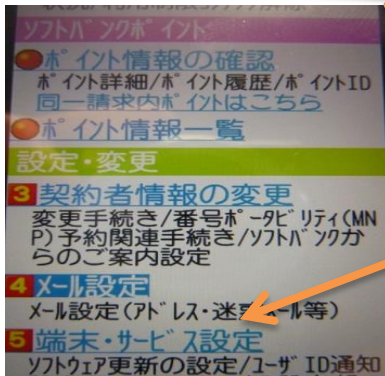 ソフトバンクポイント
ポイント情報の確認
ポイント詳細/ポイント履歴/ポイントID
同一請求内ポイントはこちら
ポイント情報一覧
設定・変更
3 契約者情報の変更
変更手続き/番号ポータビリティ(MN
P)予約関連手続き/ソフトバンクか
らのご案内設定
4 メール設定
メール設定(アドレス・迷惑メール等)
5 端末・サービス設定
ソフトウェア更新の設定/ユーザID通知